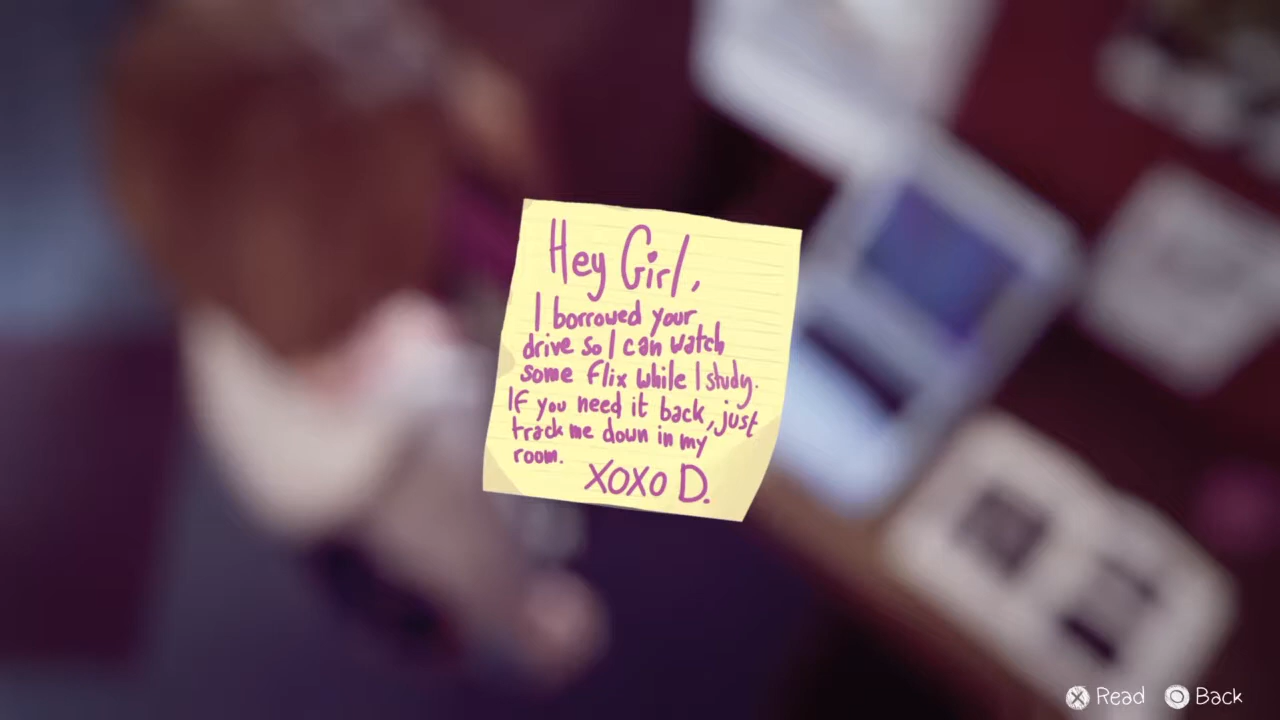 Hey Girl,
I borrowed your
drive so I can watch
some flix while I study.
If you need it back, just
track me down in my
room.
XOXO D.
Read Back